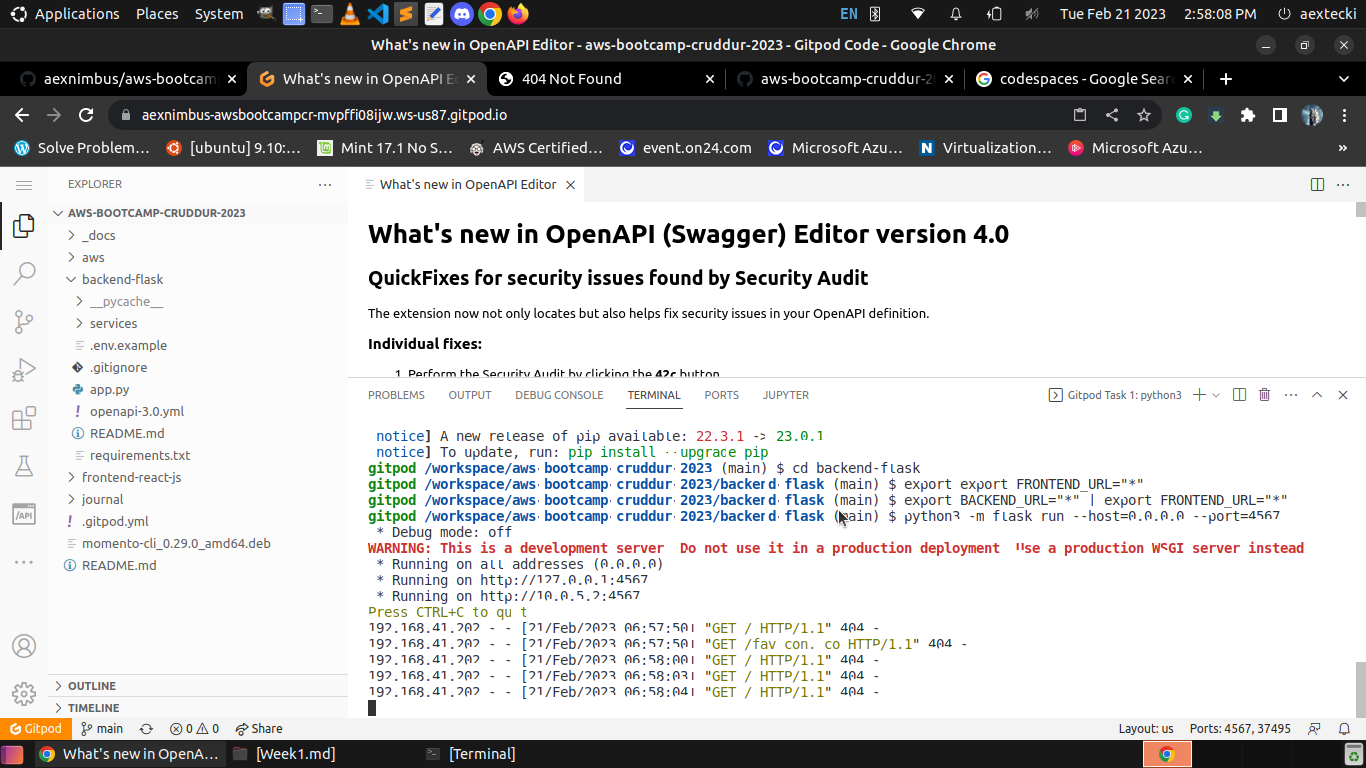 Applications Places System EN Tue Feb 21 2023 2:58:08 PM aextecki
What's new in OpenAPI Editor - aws-bootcamp-cruddur-2023 - Gitpod Code - Google Chrome
aexnimbus/aws-bootcam What's new in OpenAPI E 404 Not Found aws-bootcamp-cruddur-2 codespaces - Google Sear
aexnimbus-awsbootcampcr-mvpffi08ijw.ws-us87.gitpod.io
Solve Problem... [ubuntu] 9.10:... Mint 17.1 No S... AWS Certified... event.on24.com Microsoft Azu... Virtualization... Microsoft Azu... »
EXPLORER ...
What's new in OpenAPI Editor
AWS-BOOTCAMP-CRUDDUR-2023
_docs
aws
backend-flask
__pycache__
services
.env.example
.gitignore
app.py
openapi-3.0.yml
README.md
requirements.txt
frontend-react-js
journal
.gitpod.yml
momento-cli_0.29.0_amd64.deb
README.md
OUTLINE
TIMELINE
What's new in OpenAPI (Swagger) Editor version 4.0
QuickFixes for security issues found by Security Audit
The extension now not only locates but also helps fix security issues in your OpenAPI definition.
Individual fixes:
1. Perform the Security Audit by clicking the 42c button
PROBLEMS OUTPUT DEBUG CONSOLE TERMINAL PORTS JUPYTER Gitpod Task 1: python3
notice] A new release of pip available: 22.3.1 -> 23.0.1
notice] To update, run: pip install --upgrade pip
gitpod /workspace/aws-bootcamp-cruddur-2023 (main) $ cd backend-flask
gitpod /workspace/aws-bootcamp-cruddur-2023/backend-flask (main) $ export export FRONTEND_URL="*"
gitpod /workspace/aws-bootcamp-cruddur-2023/backend-flask (main) $ export BACKEND_URL="*" | export FRONTEND_URL="*"
gitpod /workspace/aws-bootcamp-cruddur-2023/backend-flask (main) $ python3 -m flask run --host=0.0.0.0 --port=4567
* Debug mode: off
WARNING: This is a development server. Do not use it in a production deployment. Use a production WSGI server instead
* Running on all addresses (0.0.0.0)
* Running on http://127.0.0.1:4567
* Running on http://10.0.5.2:4567
Press CTRL+C to quit
192.168.41.202 - - [21/Feb/2023 06:57:50] "GET / HTTP/1.1" 404 -
192.168.41.202 - - [21/Feb/2023 06:57:50] "GET /favicon.ico HTTP/1.1" 404 -
192.168.41.202 - - [21/Feb/2023 06:58:00] "GET / HTTP/1.1" 404 -
192.168.41.202 - - [21/Feb/2023 06:58:03] "GET / HTTP/1.1" 404 -
192.168.41.202 - - [21/Feb/2023 06:58:04] "GET / HTTP/1.1" 404 -
Gitpod main 0 0 Share Layout: us Ports: 4567, 37495
What's new in OpenA... [Week1.md] [Terminal]